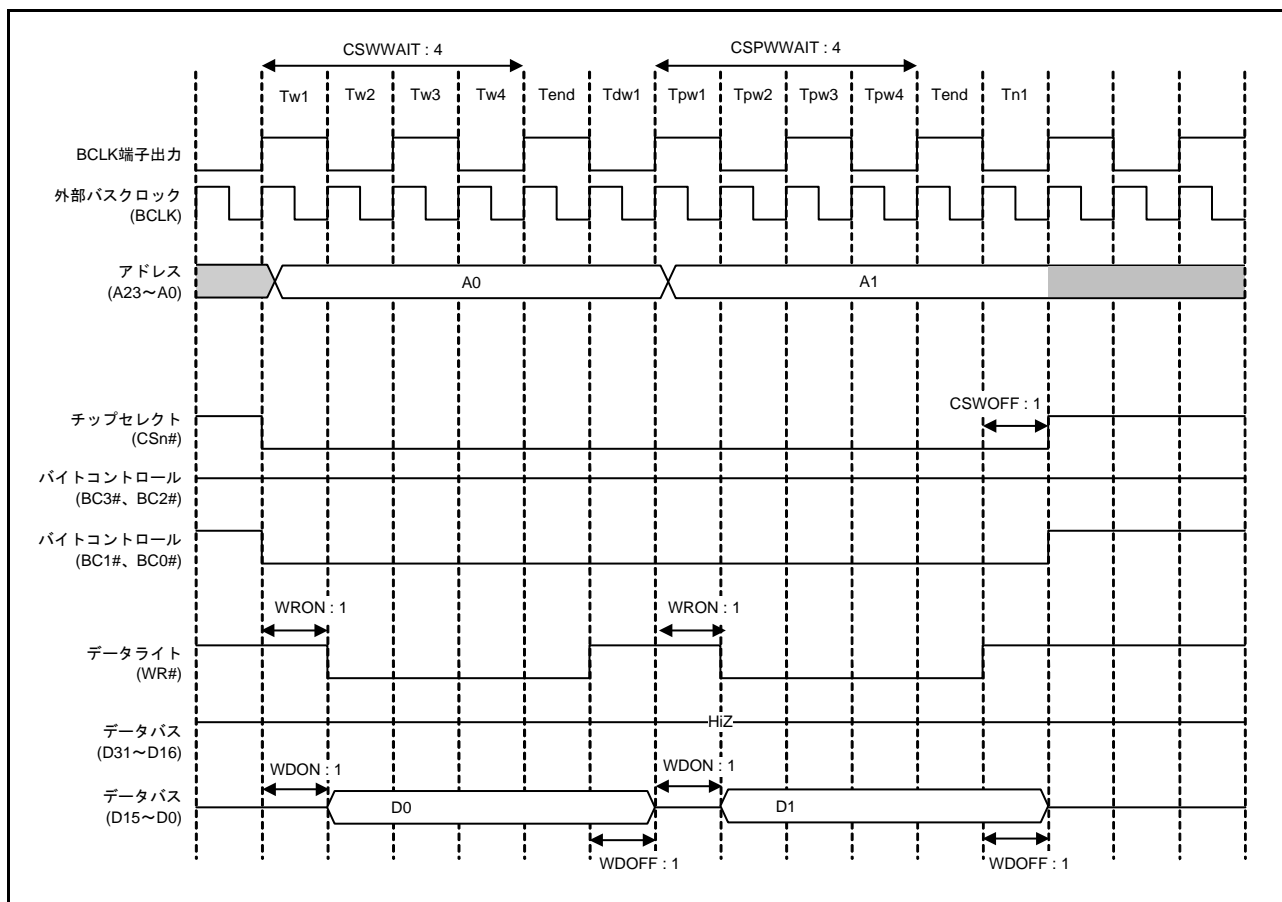 CSWWAIT : 4
CSPWWAIT : 4
Tw1 Tw2 Tw3 Tw4 Tend Tdw1 Tpw1 Tpw2 Tpw3 Tpw4 Tend Tn1
BCLK端子出力
外部バスクロック
(BCLK)
アドレス
(A23～A0)
A0
A1
チップセレクト
(CSn#)
CSWOFF : 1
バイトコントロール
(BC3#、BC2#)
バイトコントロール
(BC1#、BC0#)
WRON : 1
WRON : 1
データライト
(WR#)
データバス
(D31～D16)
HiZ
WDON : 1
WDON : 1
データバス
(D15～D0)
D0
D1
WDOFF : 1
WDOFF : 1